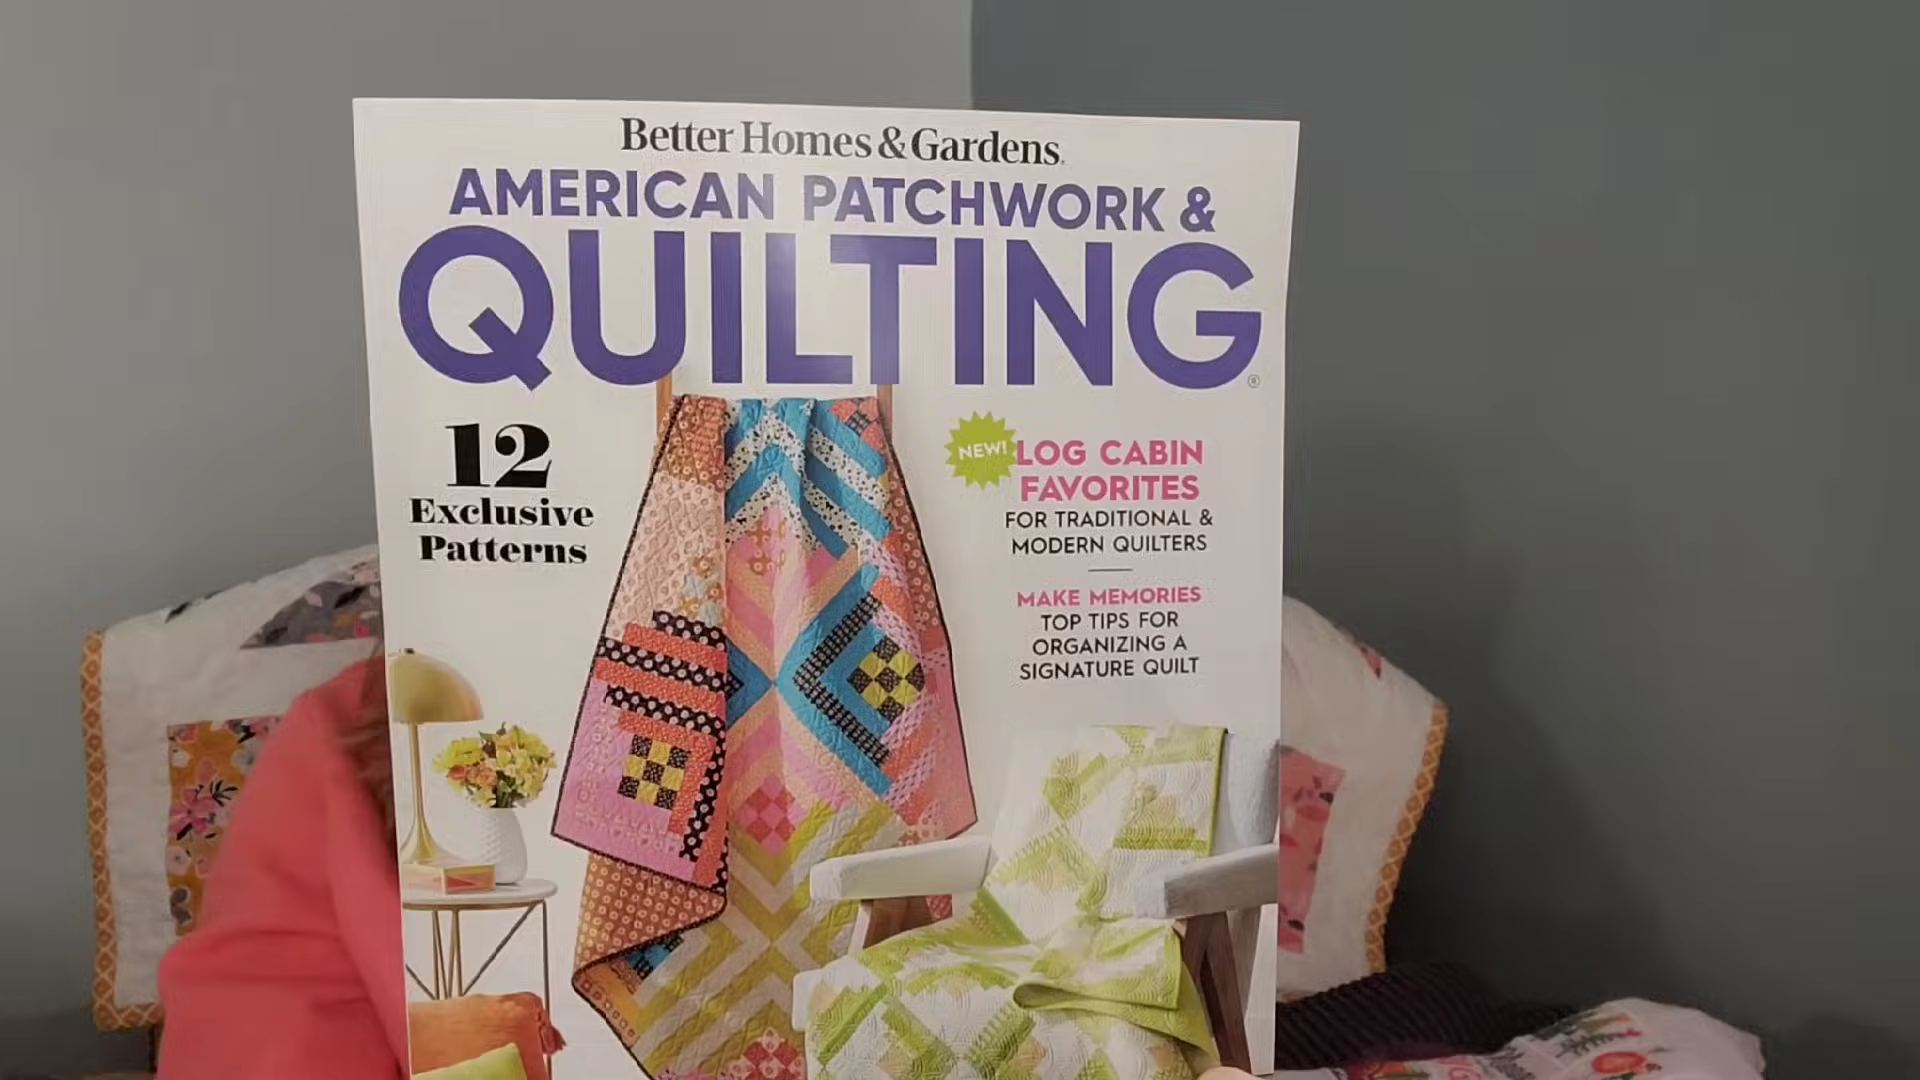 Better Homes & Gardens®
AMERICAN PATCHWORK &
QUILTING®
12
Exclusive
Patterns
NEW!
LOG CABIN
FAVORITES
FOR TRADITIONAL &
MODERN QUILTERS
MAKE MEMORIES
TOP TIPS FOR
ORGANIZING A
SIGNATURE QUILT